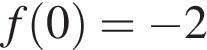 f(0) = −2